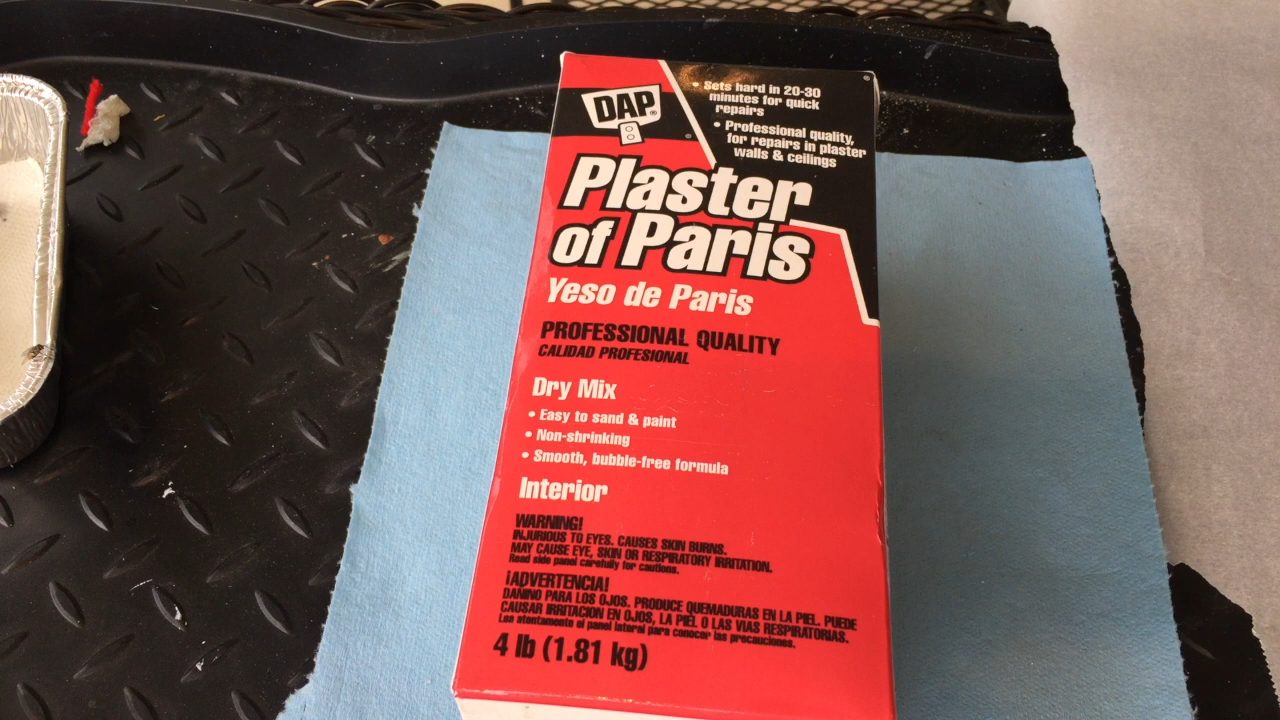 DAP®
• Sets hard in 20-30
minutes for quick
repairs
• Professional quality,
for repairs in plaster
walls & ceilings
Plaster
of Paris
Yeso de Paris
PROFESSIONAL QUALITY
CALIDAD PROFESIONAL
Dry Mix
• Easy to sand & paint
• Non-shrinking
• Smooth, bubble-free formula
Interior
WARNING!
INJURIOUS TO EYES. CAUSES SKIN BURNS.
MAY CAUSE EYE, SKIN OR RESPIRATORY IRRITATION.
Read side panel carefully for cautions.
¡ADVERTENCIA!
DAÑINO PARA LOS OJOS. PRODUCE QUEMADURAS EN LA PIEL. PUEDE
CAUSAR IRRITACION EN OJOS, LA PIEL O LAS VIAS RESPIRATORIAS.
Lea atentamente el panel lateral para conocer las precauciones.
4 lb (1.81 kg)